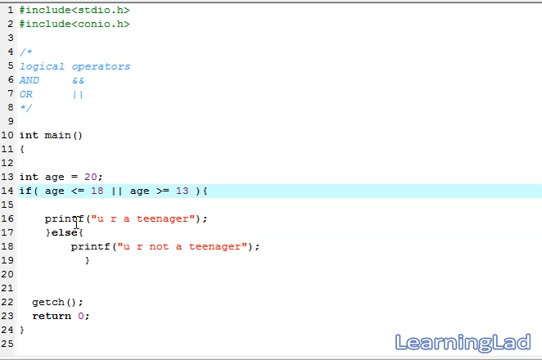 1 #include<stdio.h>
2 #include<conio.h>
3
4 /*
5 logical operators
6 AND &&
7 OR ||
8 */
9
10 int main()
11 {
12
13 int age = 20;
14 if( age <= 18 || age >= 13 ){
15
16 printf("u r a teenager");
17 }else{
18 printf("u r not a teenager");
19 }
20
21
22 getch();
23 return 0;
24 }
25
LearningLad